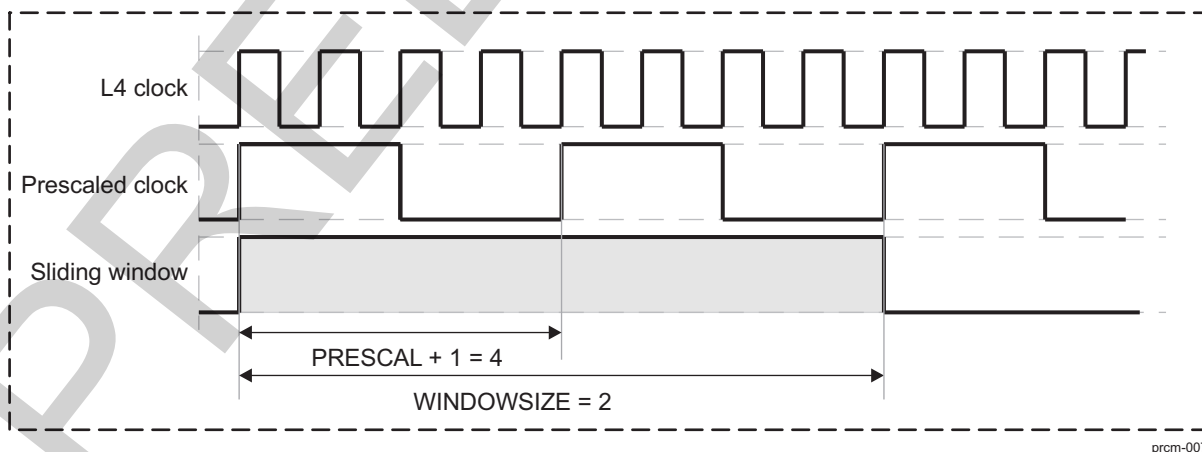 L4 clock
Prescaled clock
Sliding window
PRESCAL + 1 = 4
WINDOWSIZE = 2